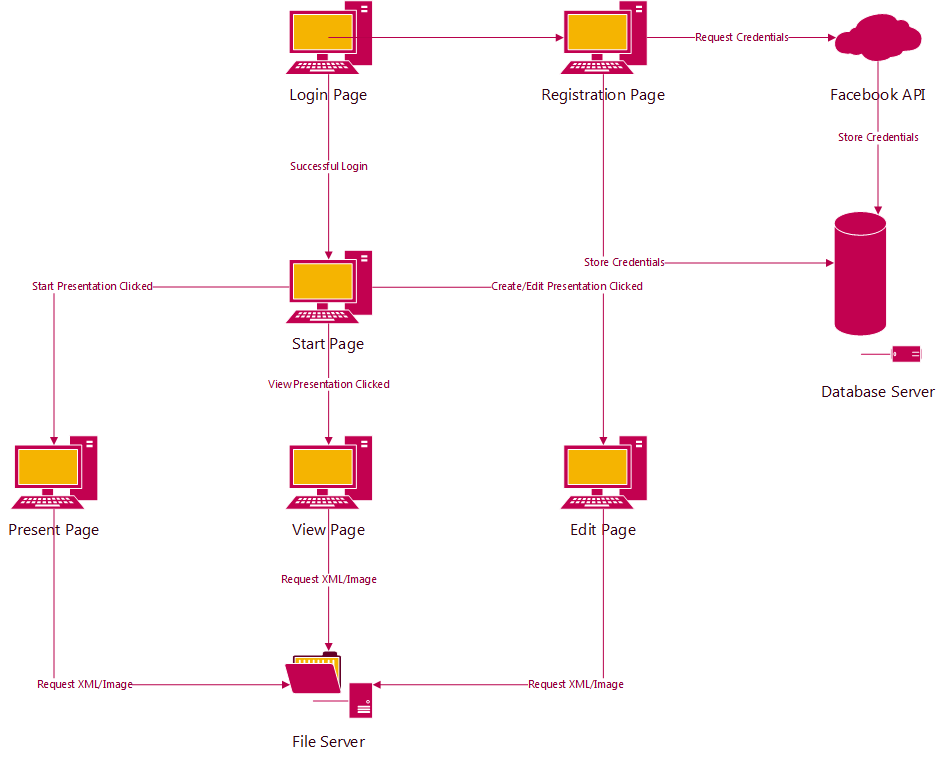 Request Credentials
Login Page
Registration Page
Facebook API
Store Credentials
Successful Login
Store Credentials
Start Presentation Clicked
Create/Edit Presentation Clicked
Start Page
View Presentation Clicked
Database Server
Present Page
View Page
Edit Page
Request XML/Image
Request XML/Image
Request XML/Image
File Server